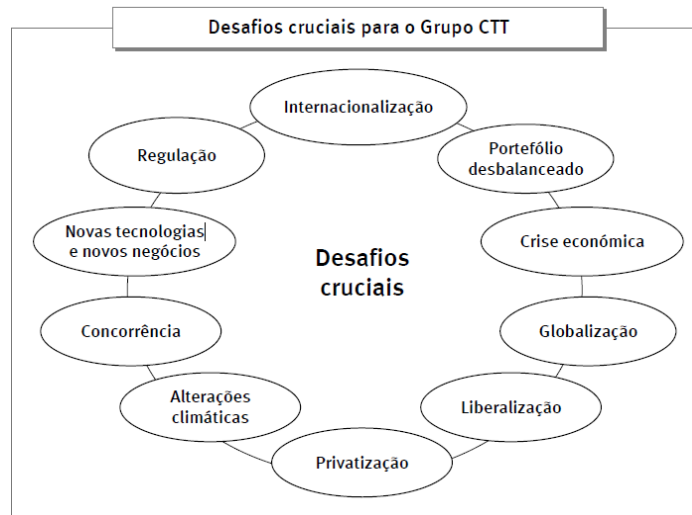 Desafios cruciais para o Grupo CTT
Internacionalização
Regulação
Portefólio
desbalanceado
Novas tecnologias
e novos negócios
Crise económica
Desafios
cruciais
Concorrência
Globalização
Alterações
climáticas
Liberalização
Privatização